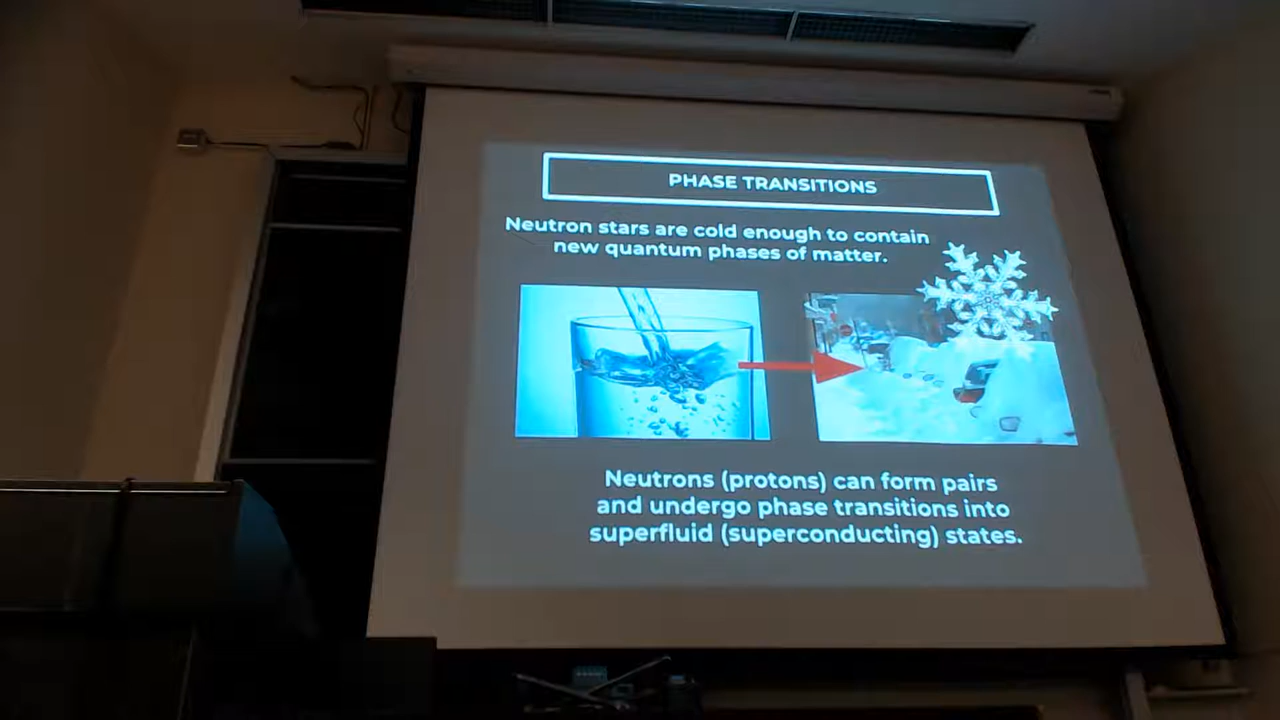 PHASE TRANSITIONS
Neutron stars are cold enough to contain
new quantum phases of matter.
Neutrons (protons) can form pairs
and undergo phase transitions into
superfluid (superconducting) states.